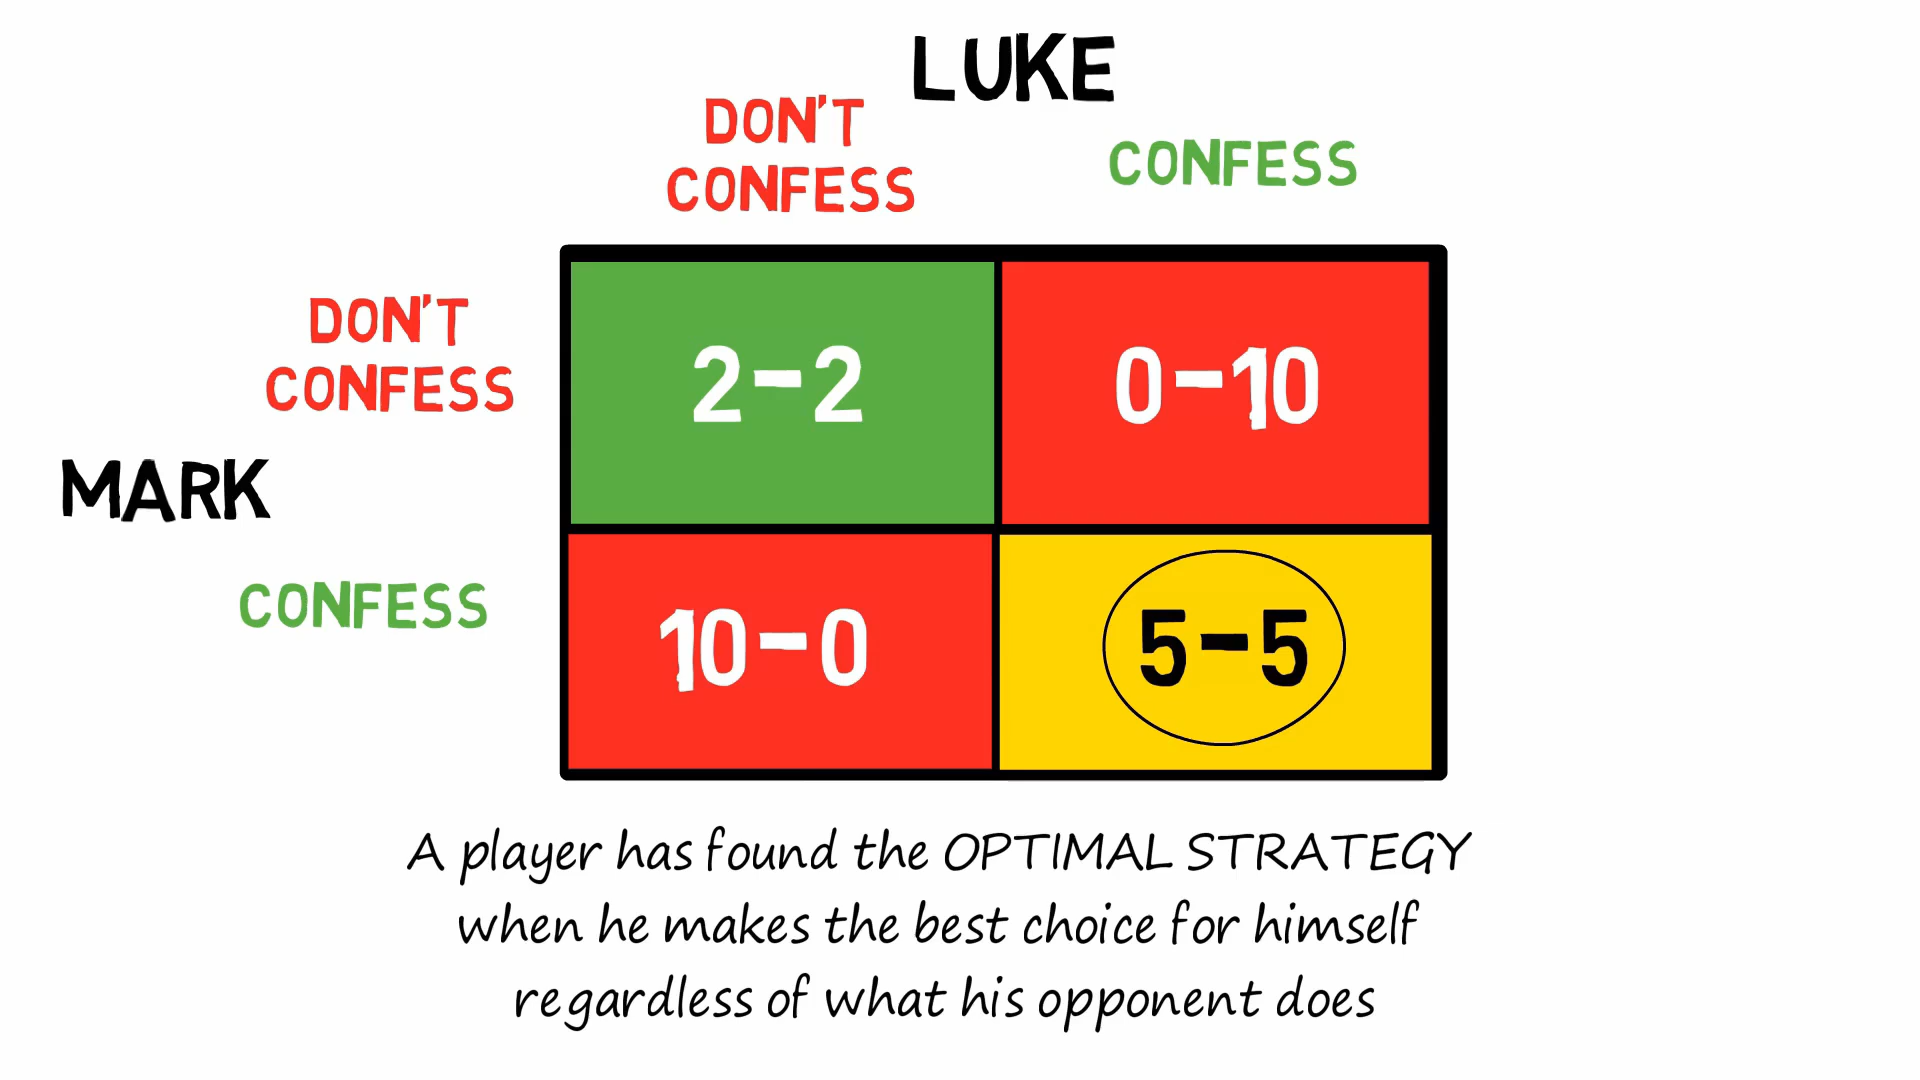 LUKE
DON'T
CONFESS
CONFESS
DON'T
CONFESS
2-2
0-10
MARK
CONFESS
10-0
5-5
A player has found the OPTIMAL STRATEGY
when he makes the best choice for himself
regardless of what his opponent does